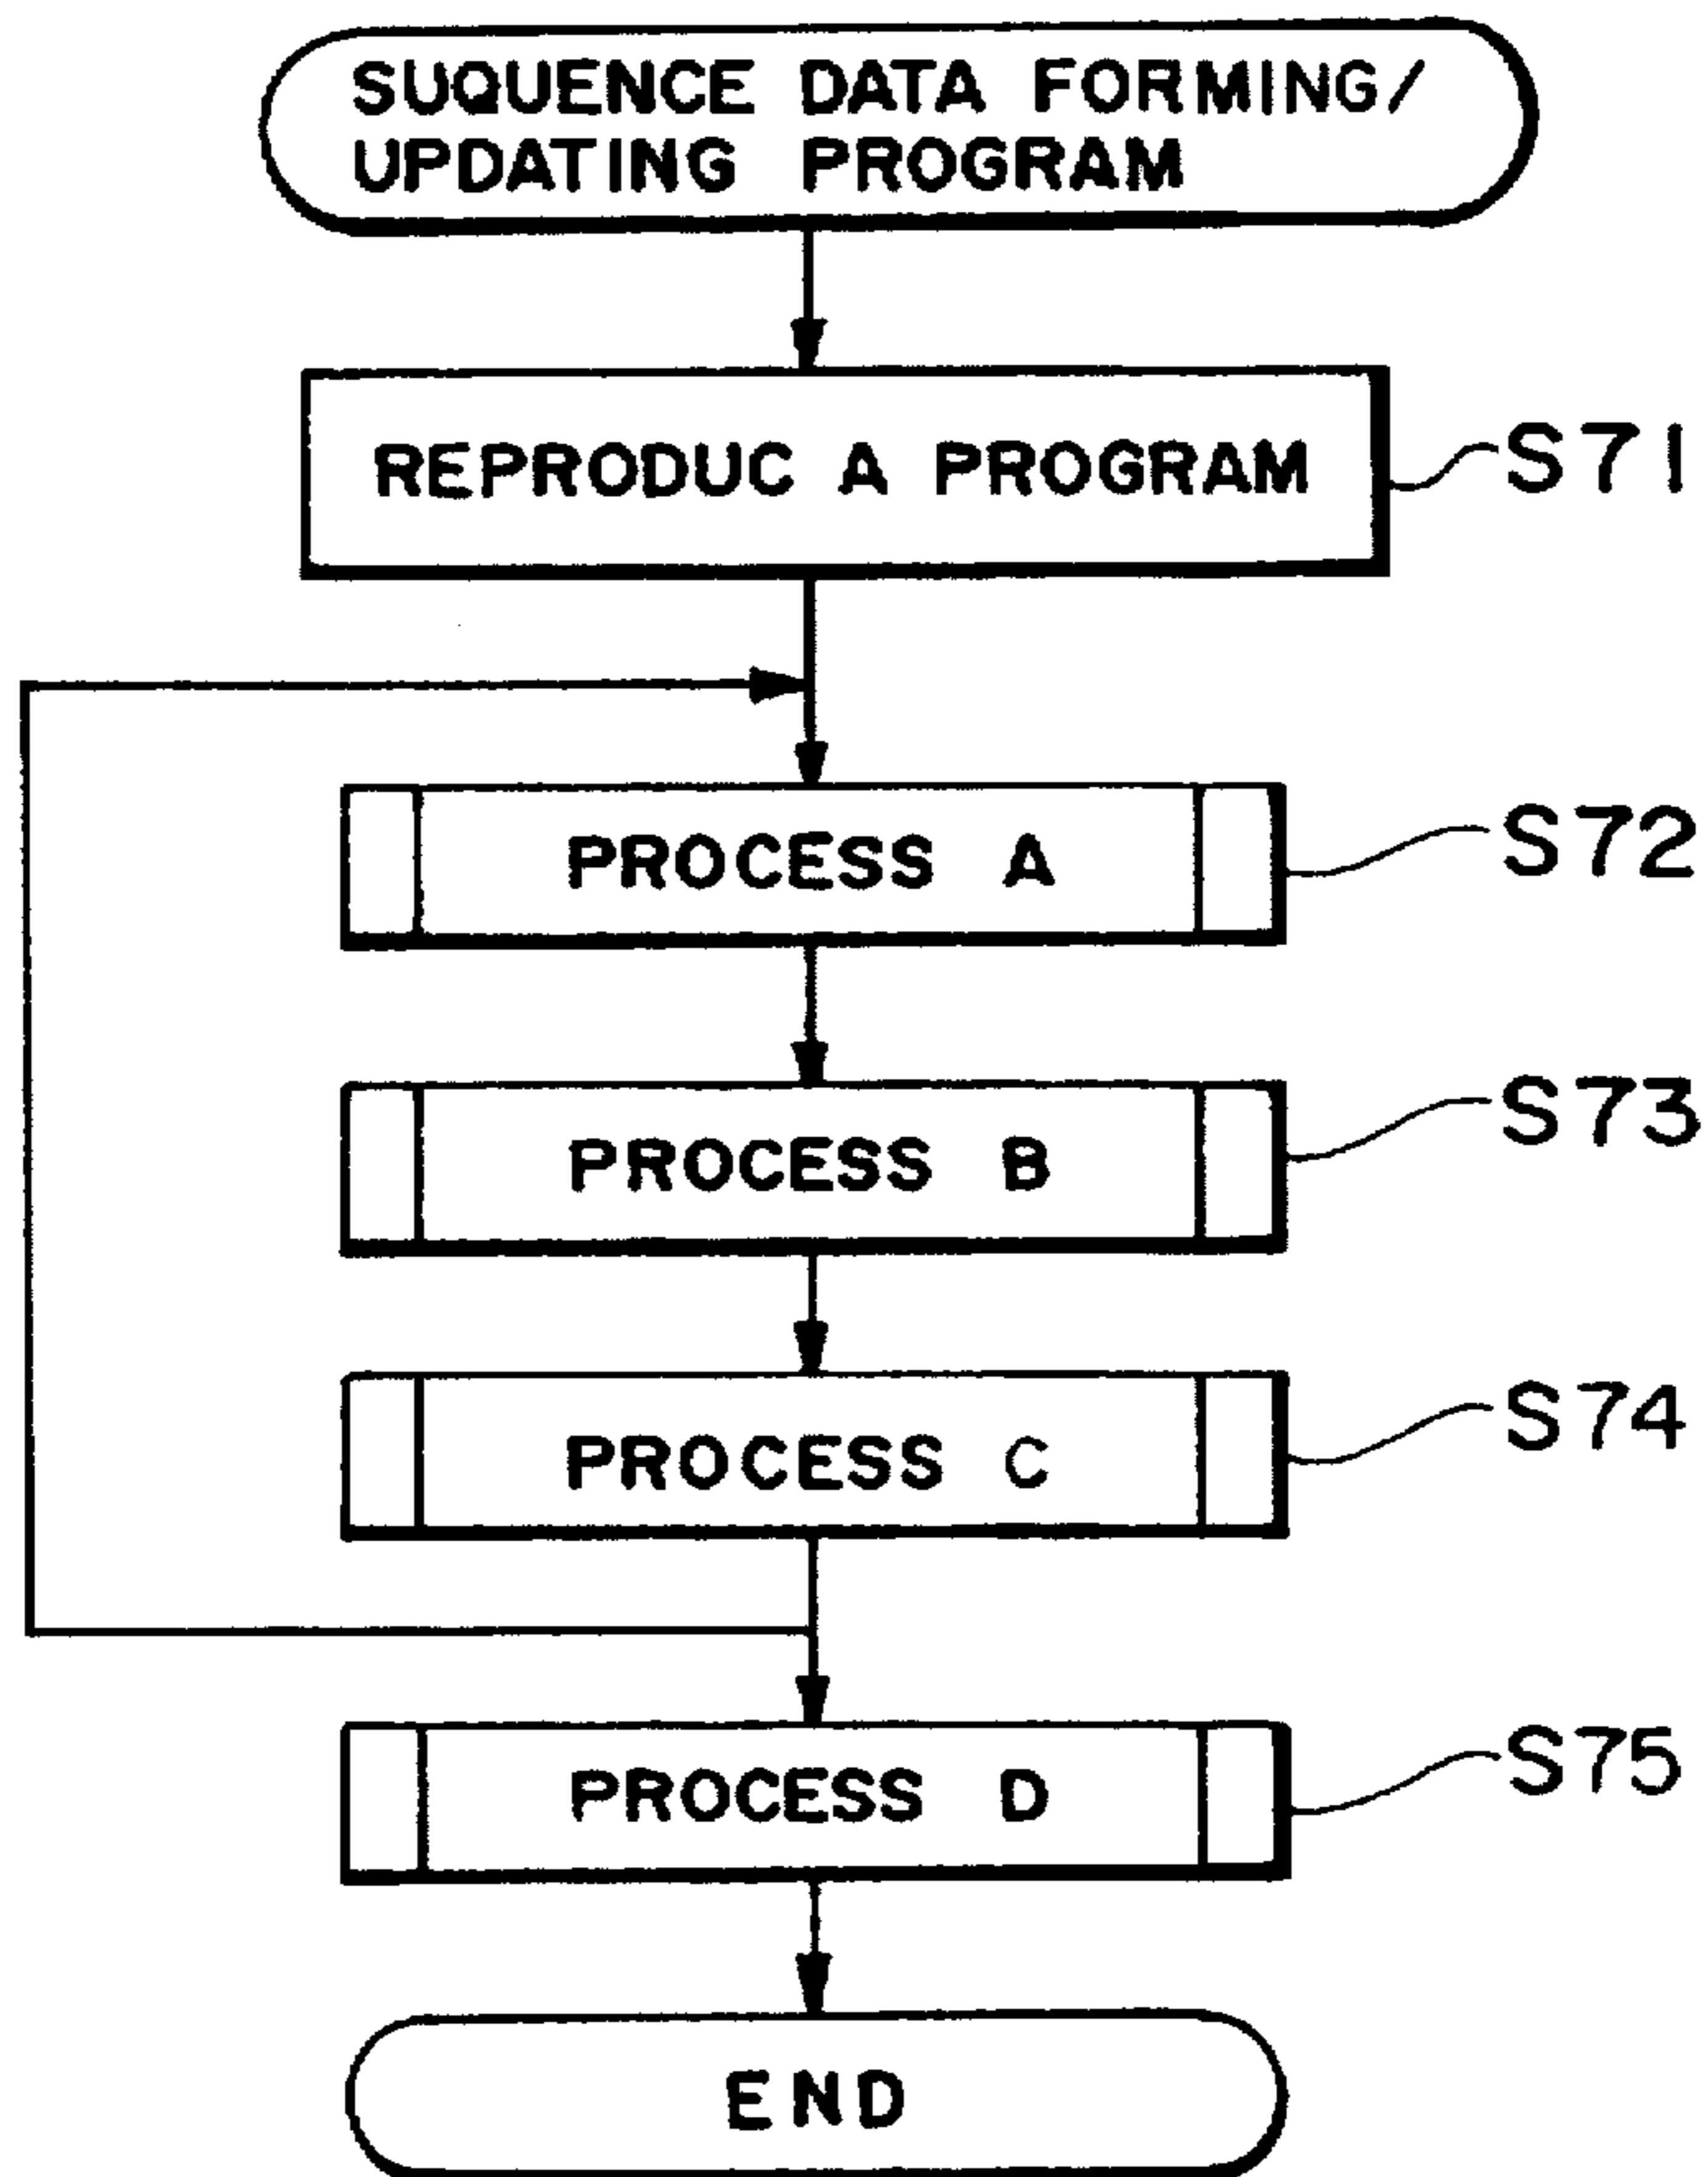 SUQUENCE DATA FORMING/
UPDATING PROGRAM
REPRODUC A PROGRAM
S71
PROCESS A
S72
PROCESS B
S73
PROCESS C
S74
PROCESS D
S75
END